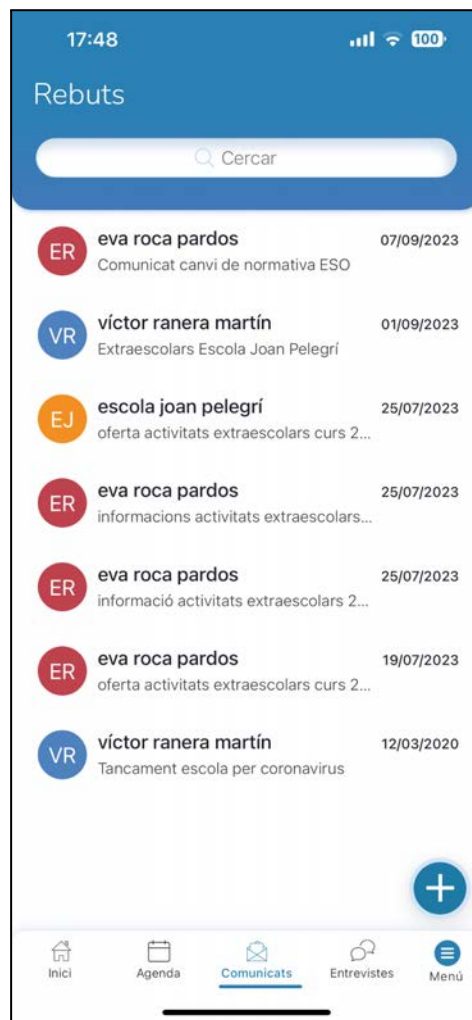 17:48
100
Rebuts
Cercar
ER
eva roca pardos
07/09/2023
Comunicat canvi de normativa ESO
VR
víctor ranera martín
01/09/2023
Extraescolars Escola Joan Pelegrí
EJ
escola joan pelegrí
25/07/2023
oferta activitats extraescolars curs 2...
ER
eva roca pardos
25/07/2023
informacions activitats extraescolars...
ER
eva roca pardos
25/07/2023
informació activitats extraescolars 2...
ER
eva roca pardos
19/07/2023
oferta activitats extraescolars curs 2...
VR
víctor ranera martín
12/03/2020
Tancament escola per coronavirus
Inici
Agenda
Comunicats
Entrevistes
Menú